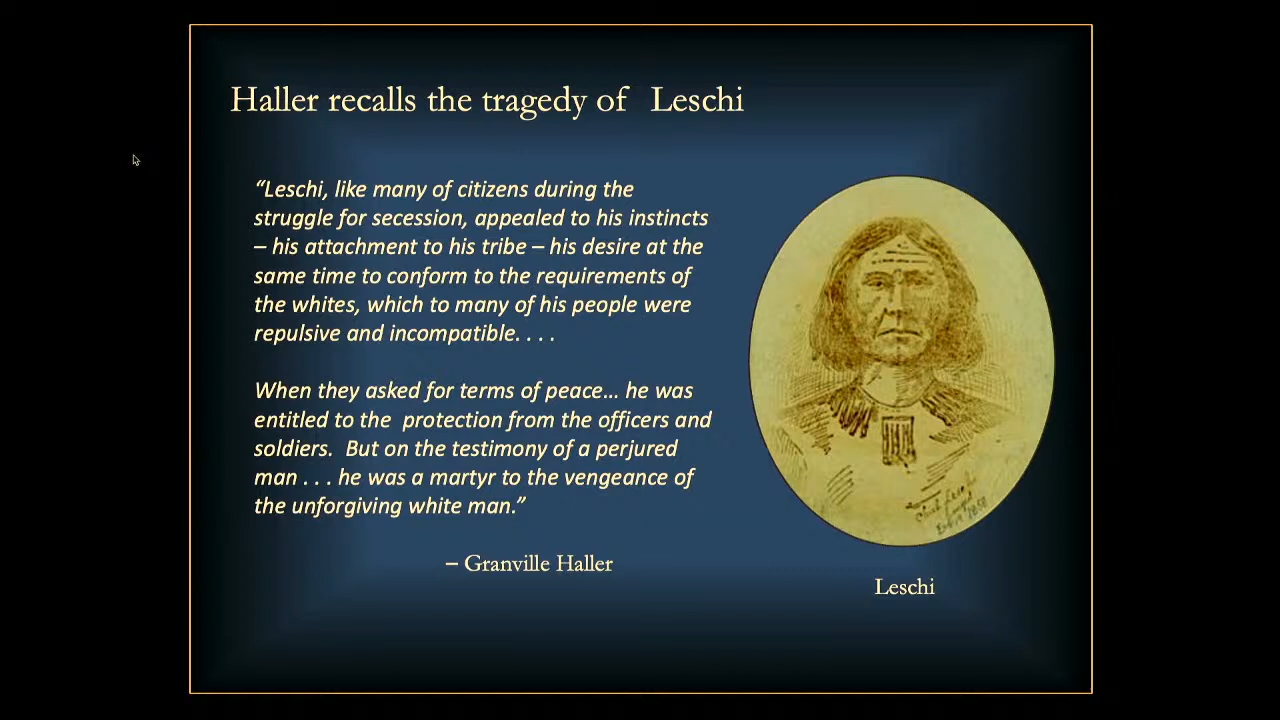 Haller recalls the tragedy of Leschi
“Leschi, like many of citizens during the
struggle for secession, appealed to his instincts
– his attachment to his tribe – his desire at the
same time to conform to the requirements of
the whites, which to many of his people were
repulsive and incompatible. . . .
When they asked for terms of peace… he was
entitled to the protection from the officers and
soldiers. But on the testimony of a perjured
man . . . he was a martyr to the vengeance of
the unforgiving white man.”
– Granville Haller
Leschi